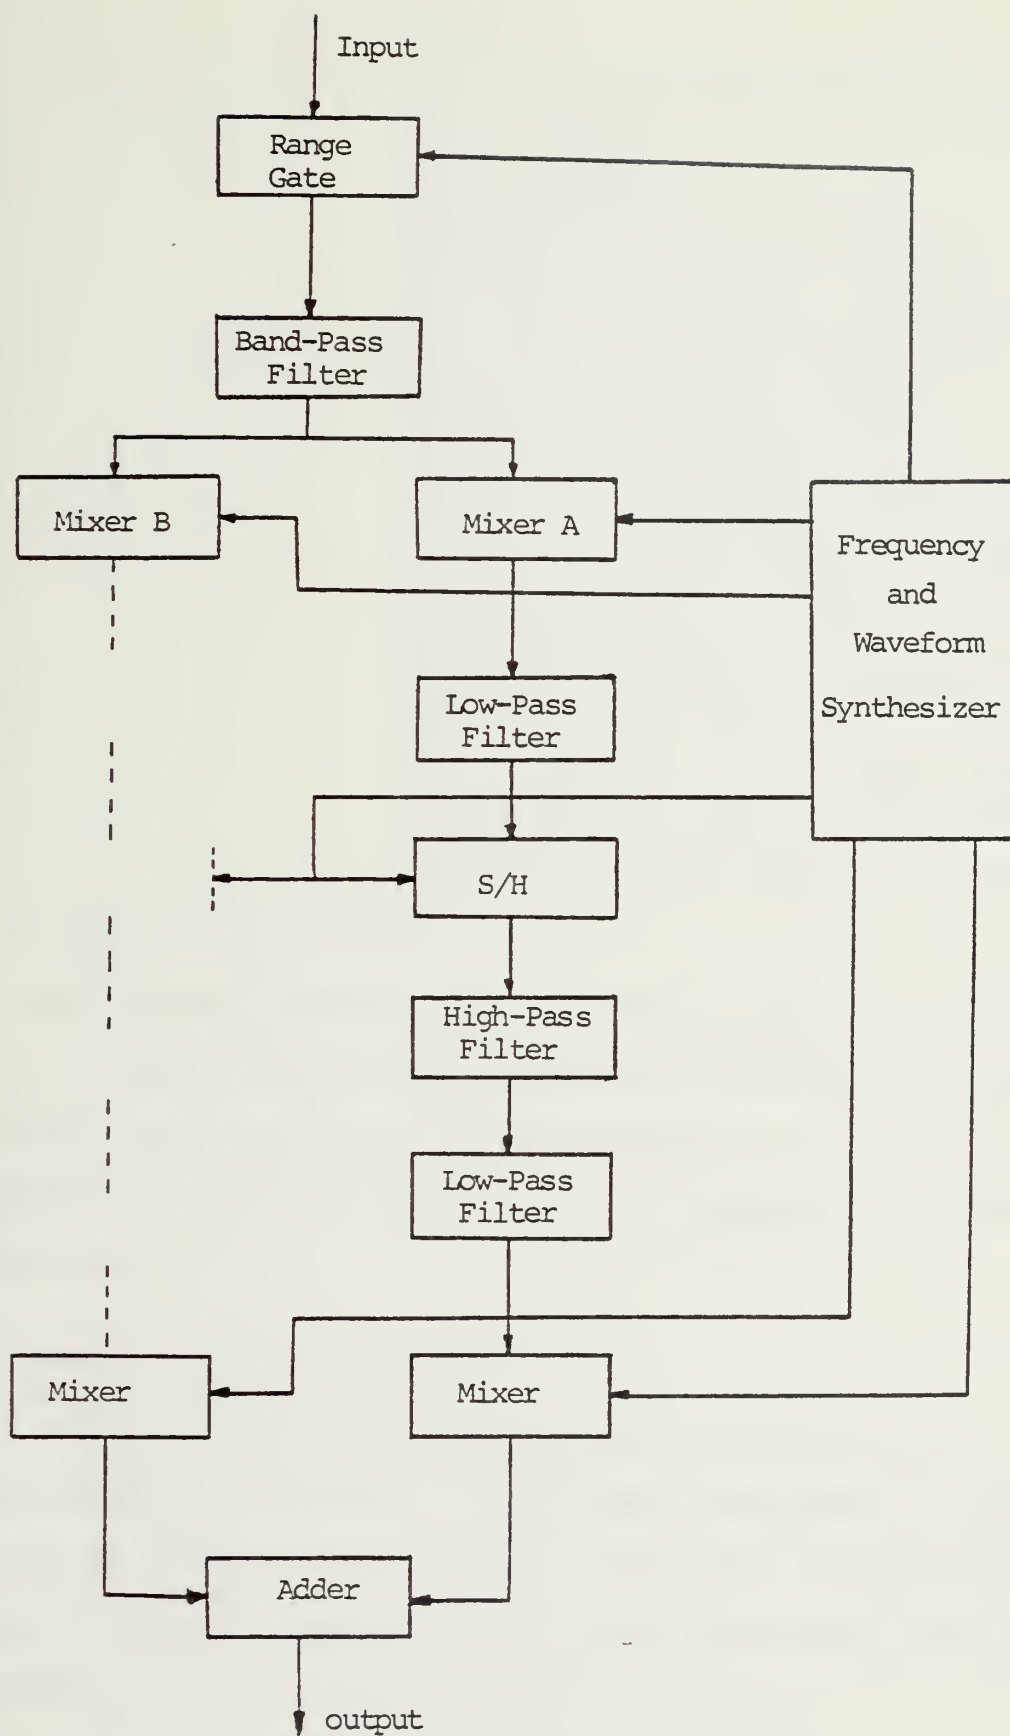 Input
Range
Gate
Band-Pass
Filter
Mixer B
Mixer A
Frequency
and
Waveform
Synthesizer
Low-Pass
Filter
S/H
High-Pass
Filter
Low-Pass
Filter
Mixer
Mixer
Adder
output